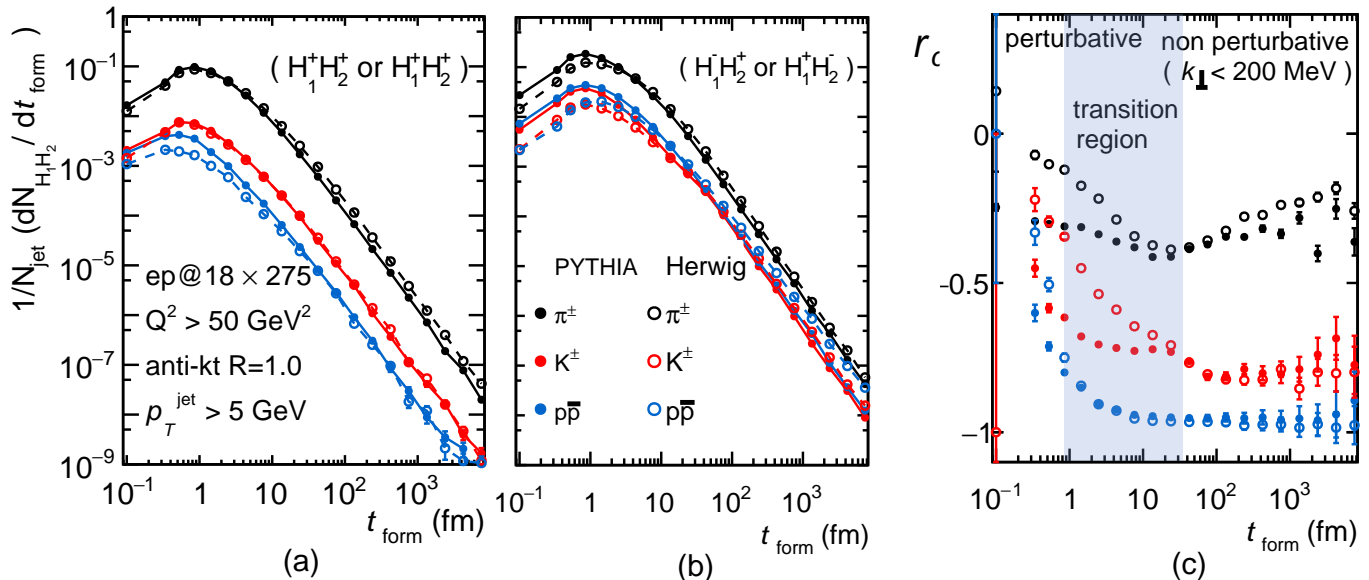 1/N_jet (dN_H₁H₂ / dt_form)
10⁻¹
10⁻³
10⁻⁵
10⁻⁷
10⁻⁹
( H₁⁺H₂⁺ or H₁⁺H₂⁺ )
ep@18 × 275
Q² > 50 GeV²
anti-kt R=1.0
p_T^jet > 5 GeV
10⁻¹ 1 10 10² 10³
t_form (fm)
(a)
( H₁⁻H₂⁺ or H₁⁺H₂⁻ )
PYTHIA Herwig
π± π±
K± K±
pp̅ pp̅
10⁻¹ 1 10 10² 10³
t_form (fm)
(b)
r_c
0
−0.5
−1
perturbative
non perturbative
( k_⊥ < 200 MeV )
transition
region
10⁻¹ 1 10 10² 10³
t_form (fm)
(c)